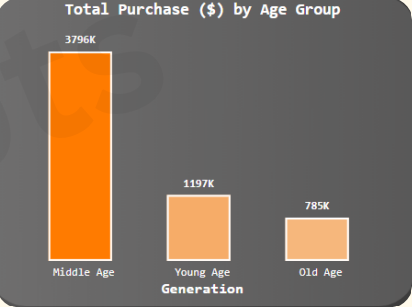 Total Purchase ($) by Age Group
3796K
1197K
785K
Middle Age Young Age Old Age
Generation